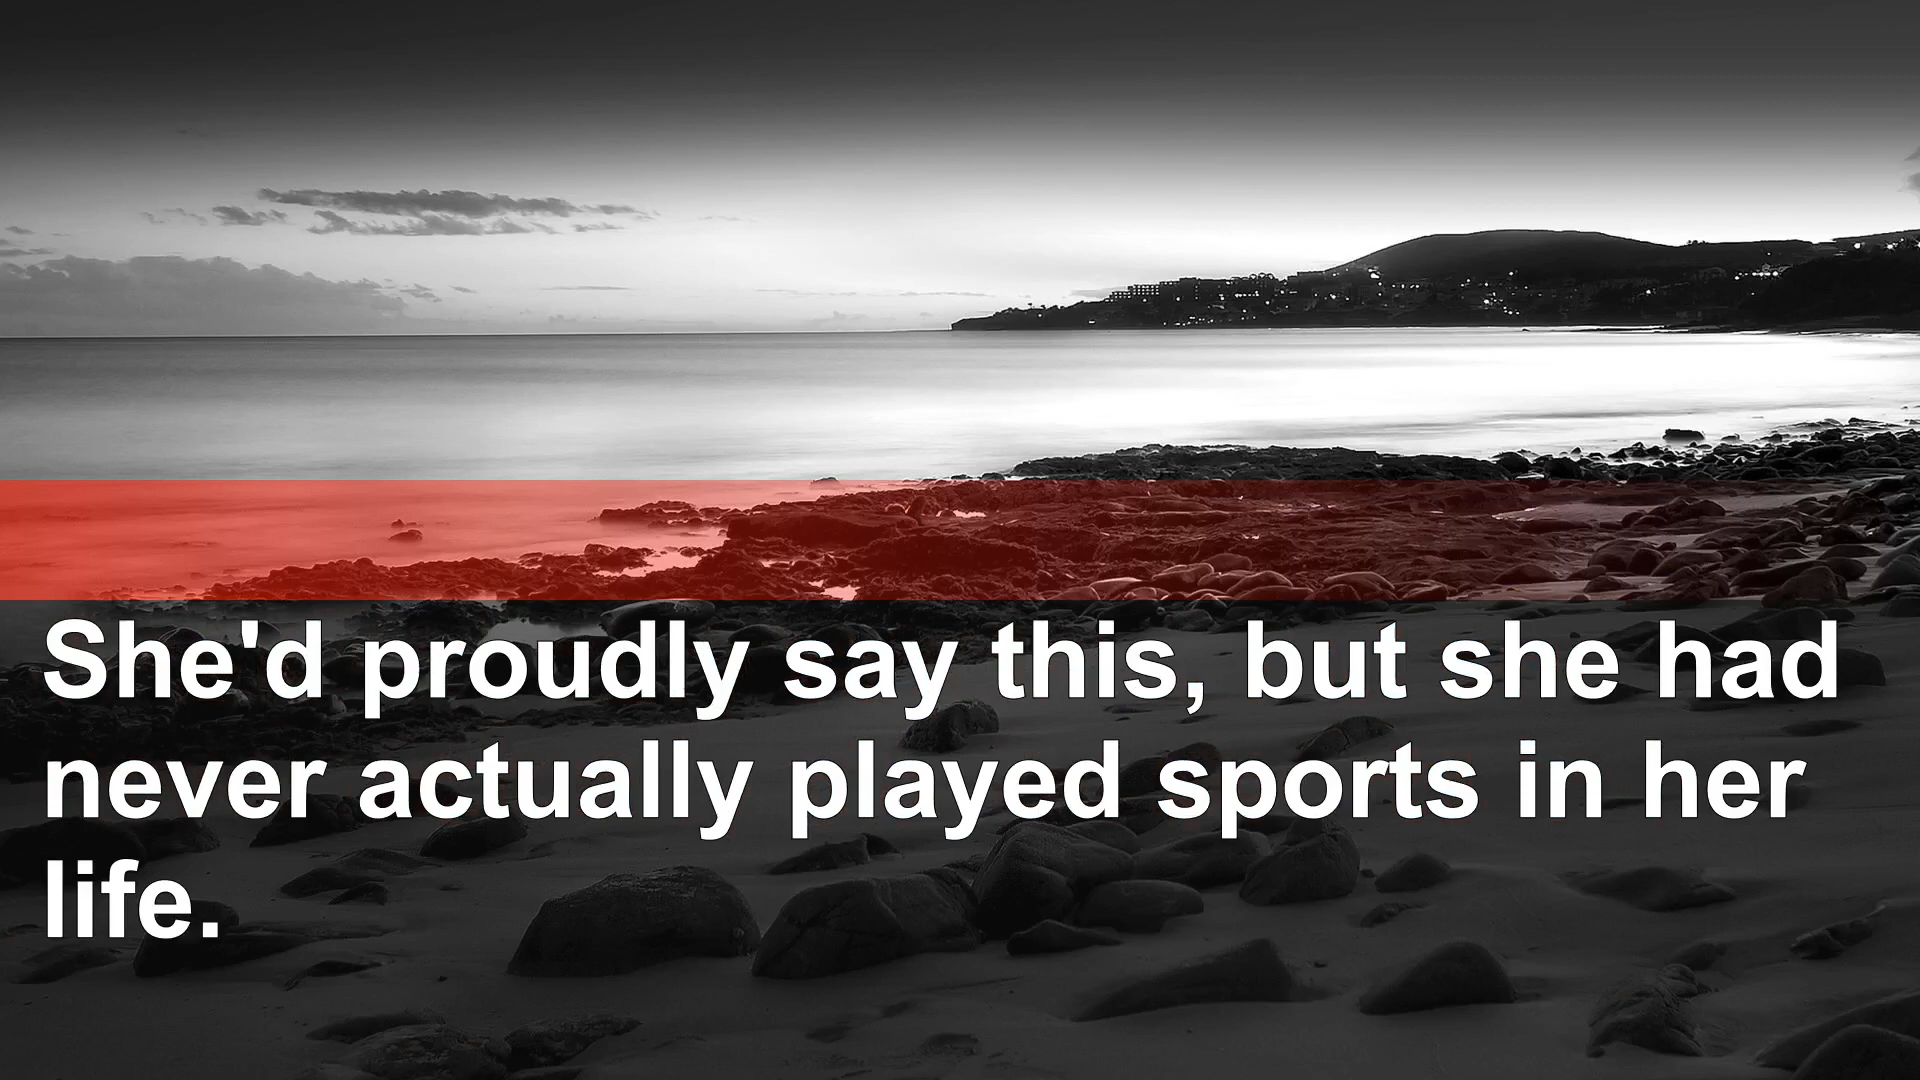 She'd proudly say this, but she had
never actually played sports in her
life.